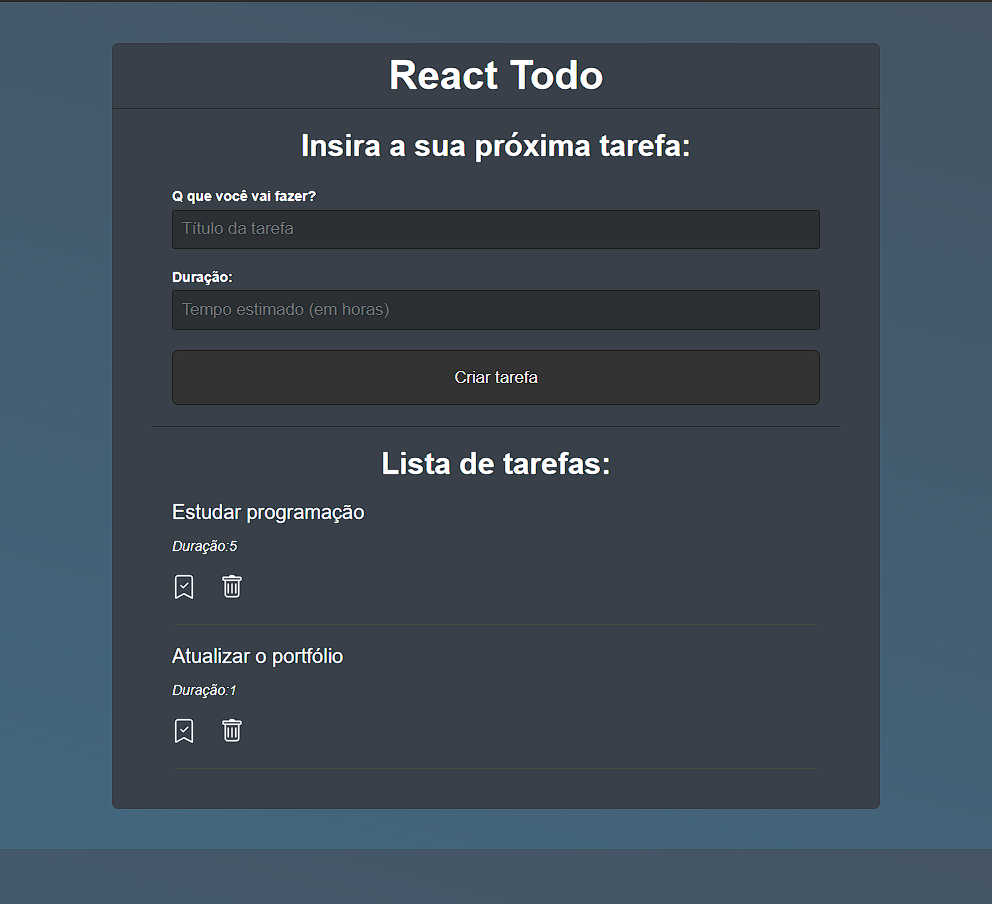 React Todo
Insira a sua próxima tarefa:
Q que você vai fazer?
Título da tarefa
Duração:
Tempo estimado (em horas)
Criar tarefa
Lista de tarefas:
Estudar programação
Duração:5
Atualizar o portfólio
Duração:1